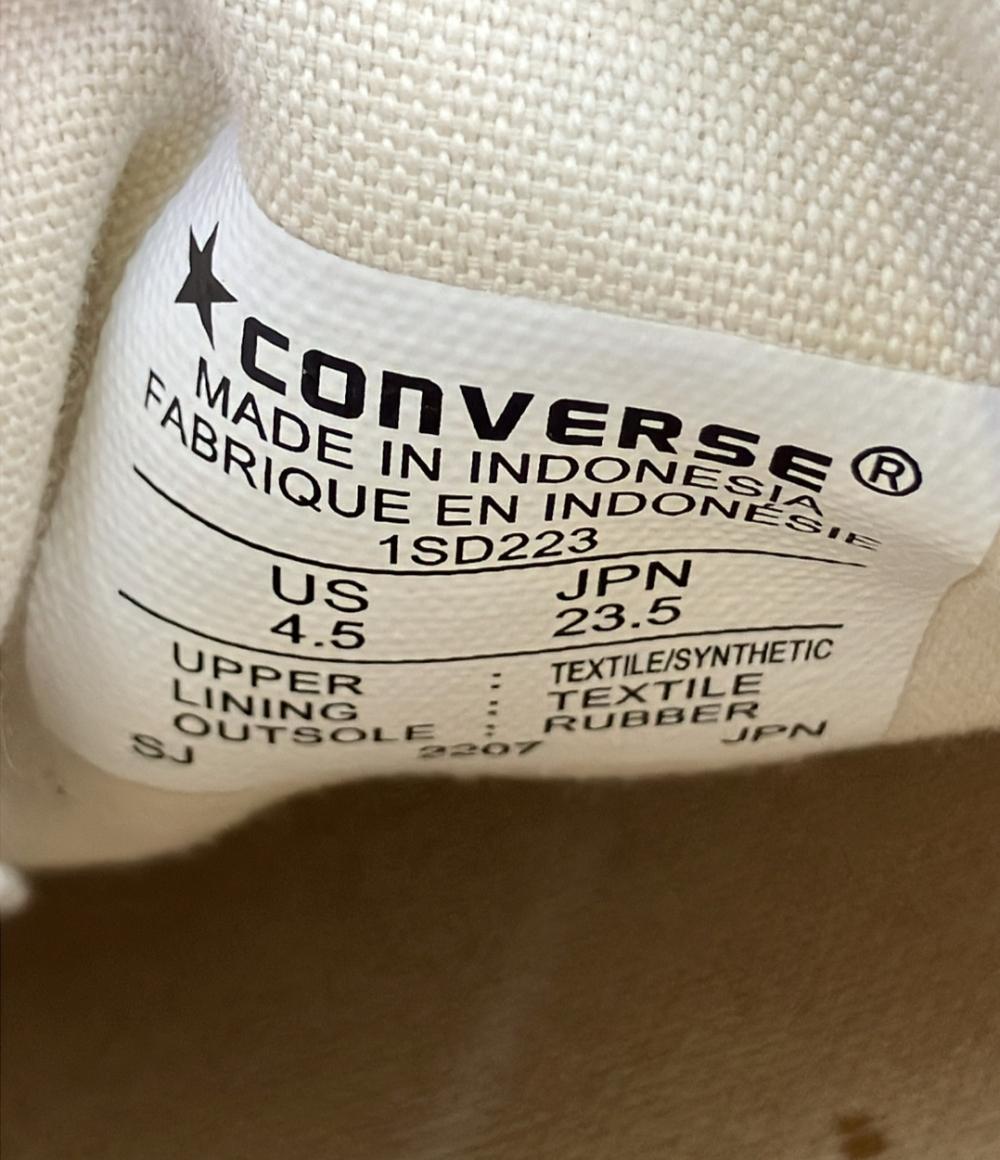 CONVERSE®
MADE IN INDONESIA
FABRIQUE EN INDONÉSIE
1SD223
US JPN
4.5 23.5
UPPER : TEXTILE/SYNTHETIC
LINING : TEXTILE
OUTSOLE : RUBBER
SJ 2207 JPN